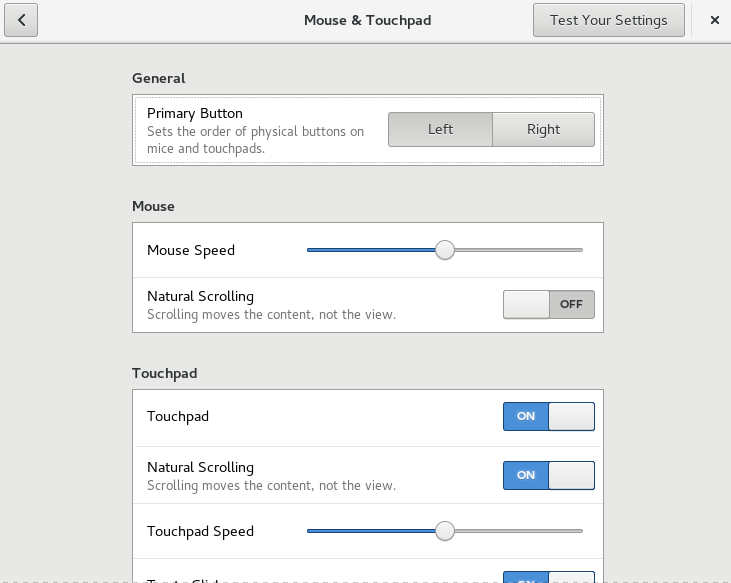 Mouse & Touchpad
Test Your Settings
General
Primary Button
Sets the order of physical buttons on
mice and touchpads.
Left
Right
Mouse
Mouse Speed
Natural Scrolling
Scrolling moves the content, not the view.
OFF
Touchpad
Touchpad
ON
Natural Scrolling
Scrolling moves the content, not the view.
ON
Touchpad Speed